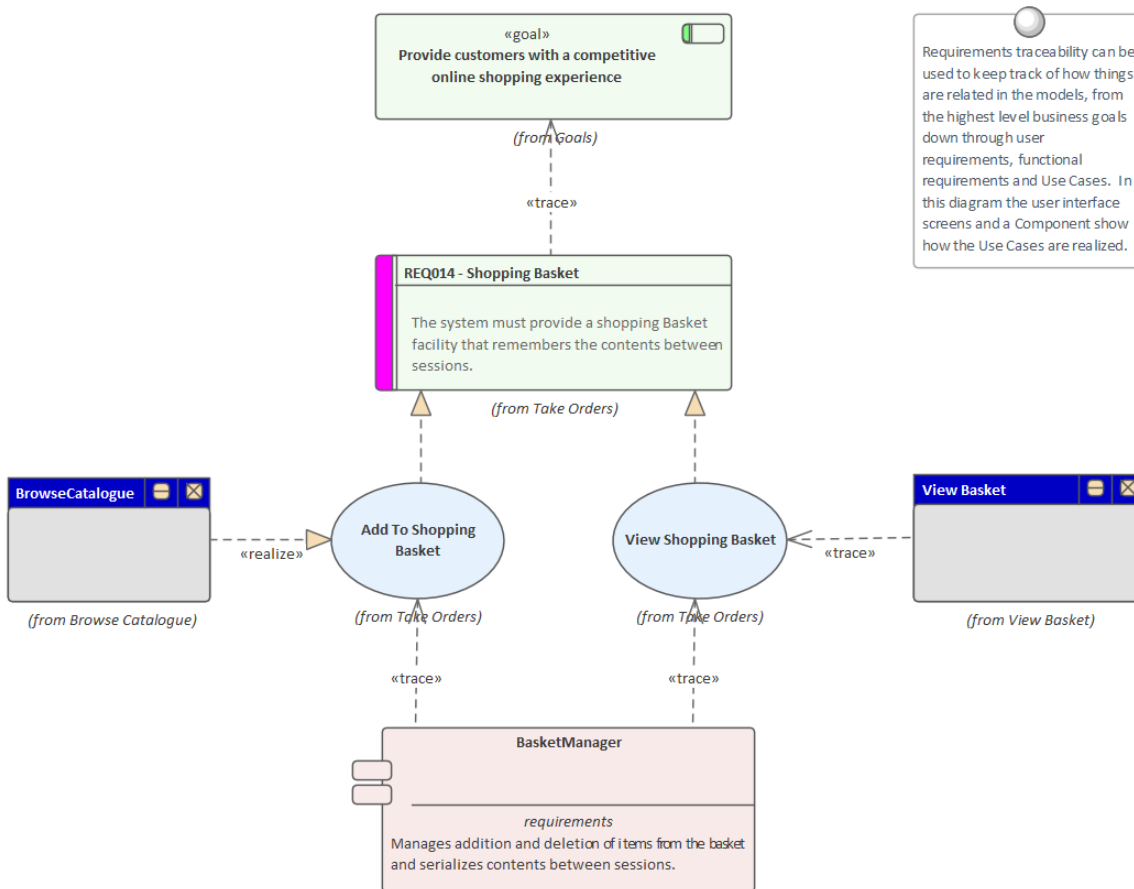 «goal»
Provide customers with a competitive
online shopping experience
(from Goals)
«trace»
Requirements traceability can be
used to keep track of how things
are related in the models, from
the highest level business goals
down through user
requirements, functional
requirements and Use Cases. In
this diagram the user interface
screens and a Component show
how the Use Cases are realized.
REQ014 - Shopping Basket
The system must provide a shopping Basket
facility that remembers the contents between
sessions.
(from Take Orders)
BrowseCatalogue
(from Browse Catalogue)
«realize»
Add To Shopping
Basket
(from Take Orders)
View Shopping Basket
(from Take Orders)
«trace»
View Basket
(from View Basket)
«trace»
«trace»
BasketManager
requirements
Manages addition and deletion of items from the basket
and serializes contents between sessions.